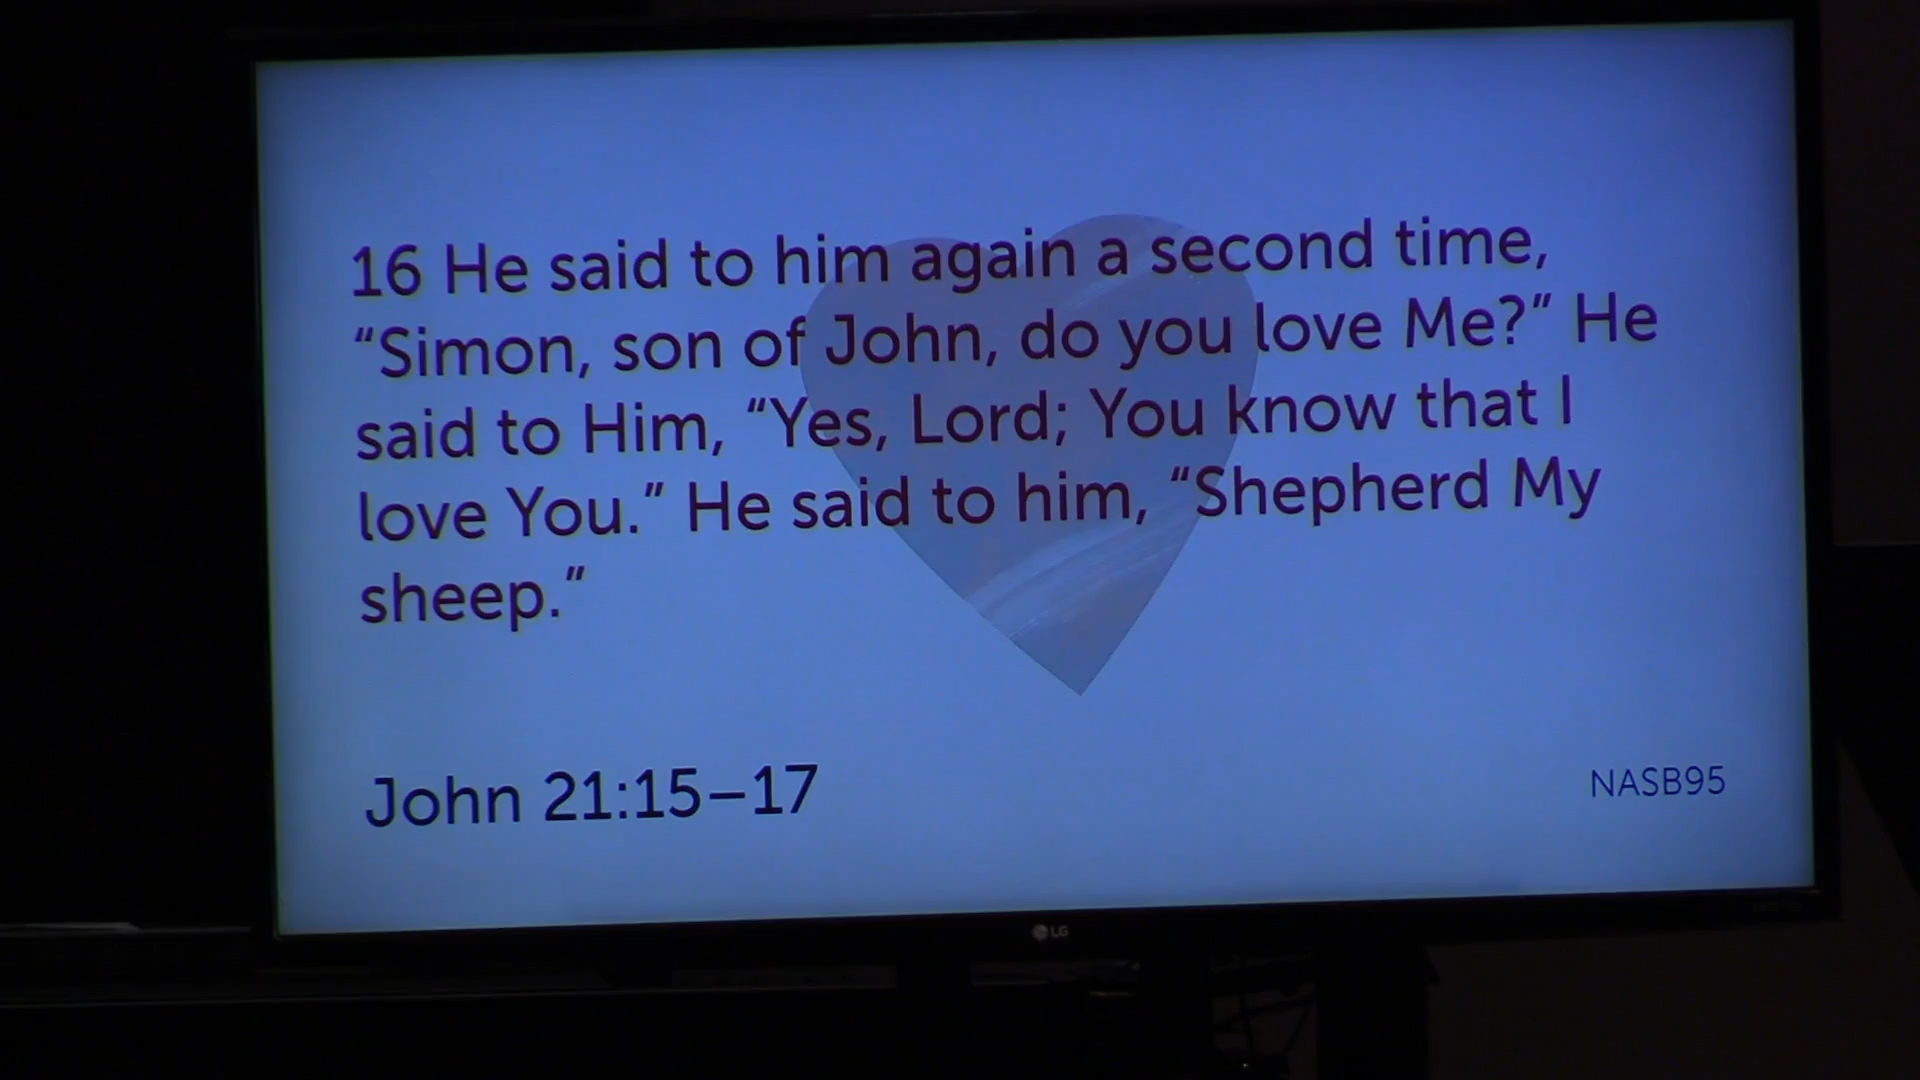 16 He said to him again a second time,
“Simon, son of John, do you love Me?” He
said to Him, “Yes, Lord; You know that I
love You.” He said to him, “Shepherd My
sheep.”
John 21:15–17
NASB95
LG